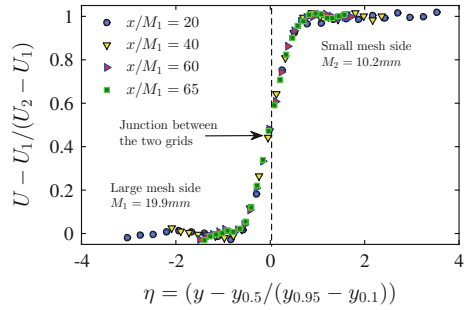 U − U₁/(U₂ − U₁)
1
0.8
0.6
0.4
0.2
0
x/M₁ = 20
x/M₁ = 40
x/M₁ = 60
x/M₁ = 65
Small mesh side
M₂ = 10.2mm
Junction between
the two grids
Large mesh side
M₁ = 19.9mm
-4 -2 0 2 4
η = (y − y₀.₅/(y₀.₉₅ − y₀.₁))